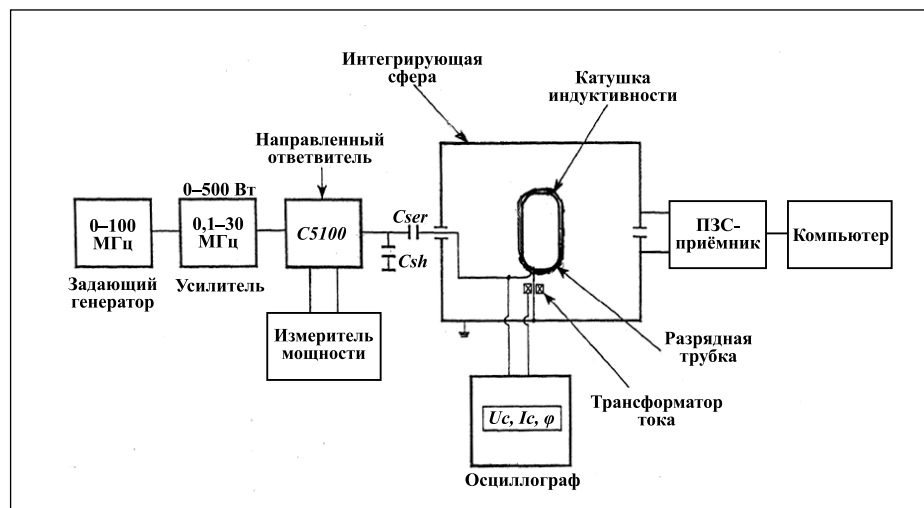 Интегрирующая
сфера
Катушка
индуктивности
Направленный
ответвитель
0–500 Вт
0–100
МГц
0,1–30
МГц
C5100
Cser
Csh
ПЗС-
приёмник
Компьютер
Задающий
генератор
Усилитель
Измеритель
мощности
Разрядная
трубка
Трансформатор
тока
Uc, Ic, φ
Осциллограф